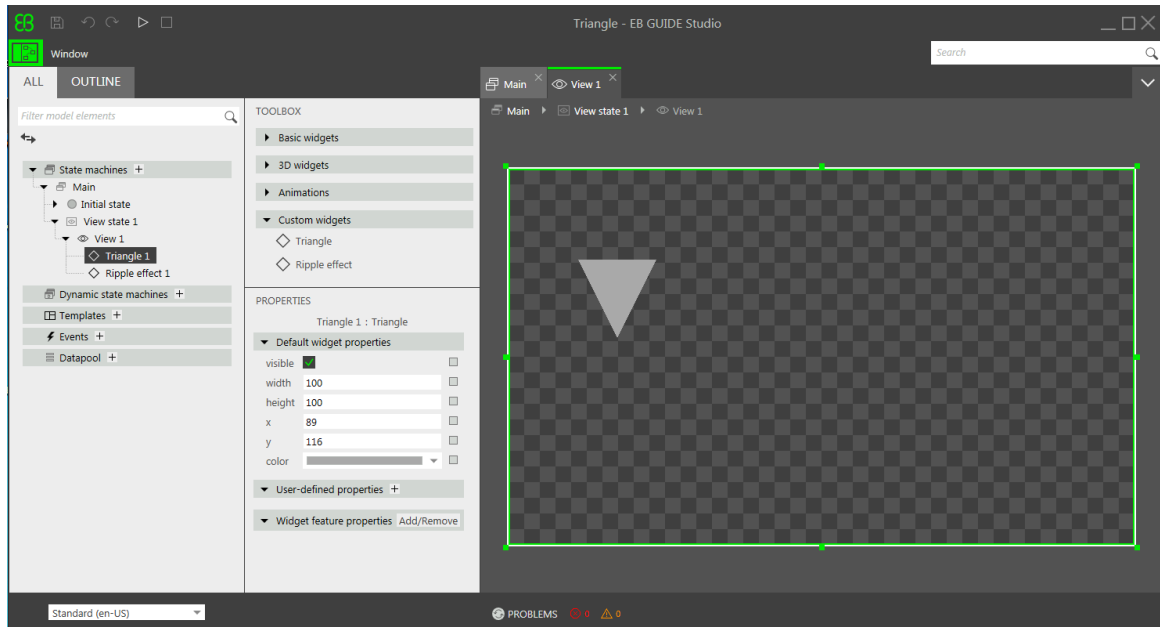 EB
Triangle - EB GUIDE Studio
Window
Search
ALL
OUTLINE
Main
View 1
Filter model elements
TOOLBOX
Main
View state 1
View 1
Basic widgets
3D widgets
Animations
Custom widgets
Triangle
Ripple effect
State machines +
Main
Initial state
View state 1
View 1
Triangle 1
Ripple effect 1
Dynamic state machines +
Templates +
Events +
Datapool +
PROPERTIES
Triangle 1 : Triangle
Default widget properties
visible
width 100
height 100
x 89
y 116
color
User-defined properties +
Widget feature properties Add/Remove
Standard (en-US)
PROBLEMS 0 0